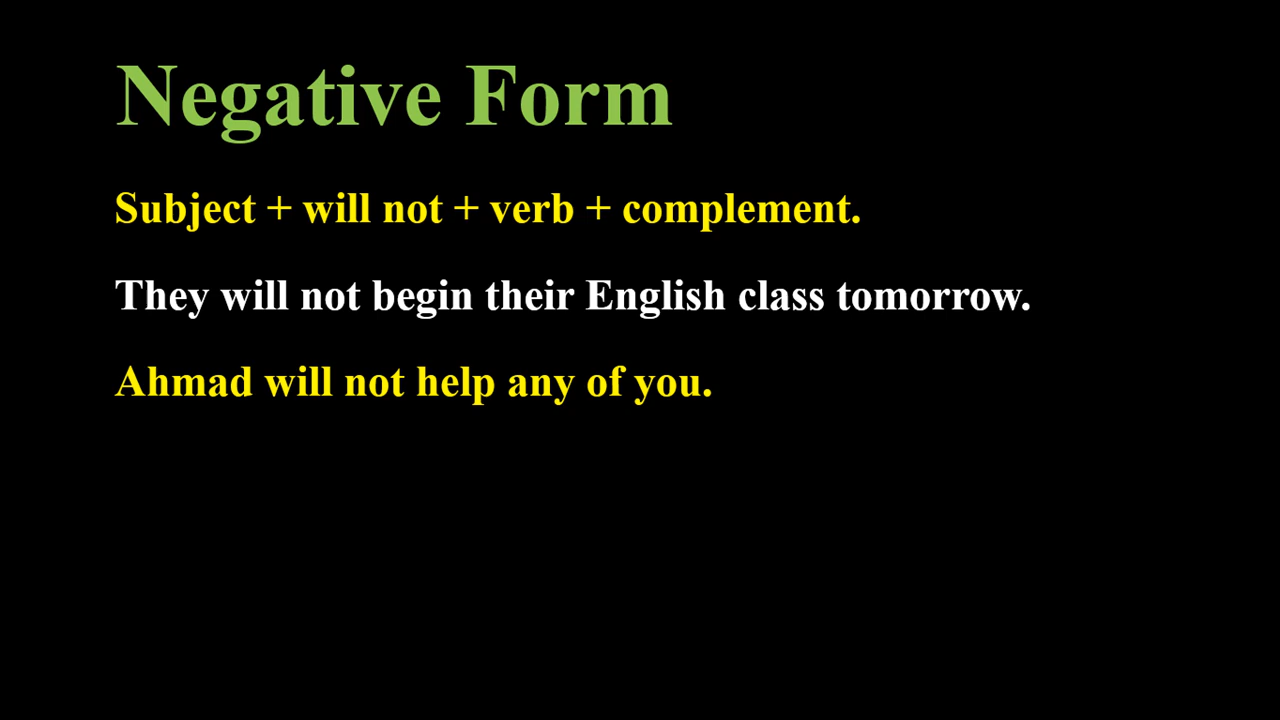 Negative Form
Subject + will not + verb + complement.
They will not begin their English class tomorrow.
Ahmad will not help any of you.